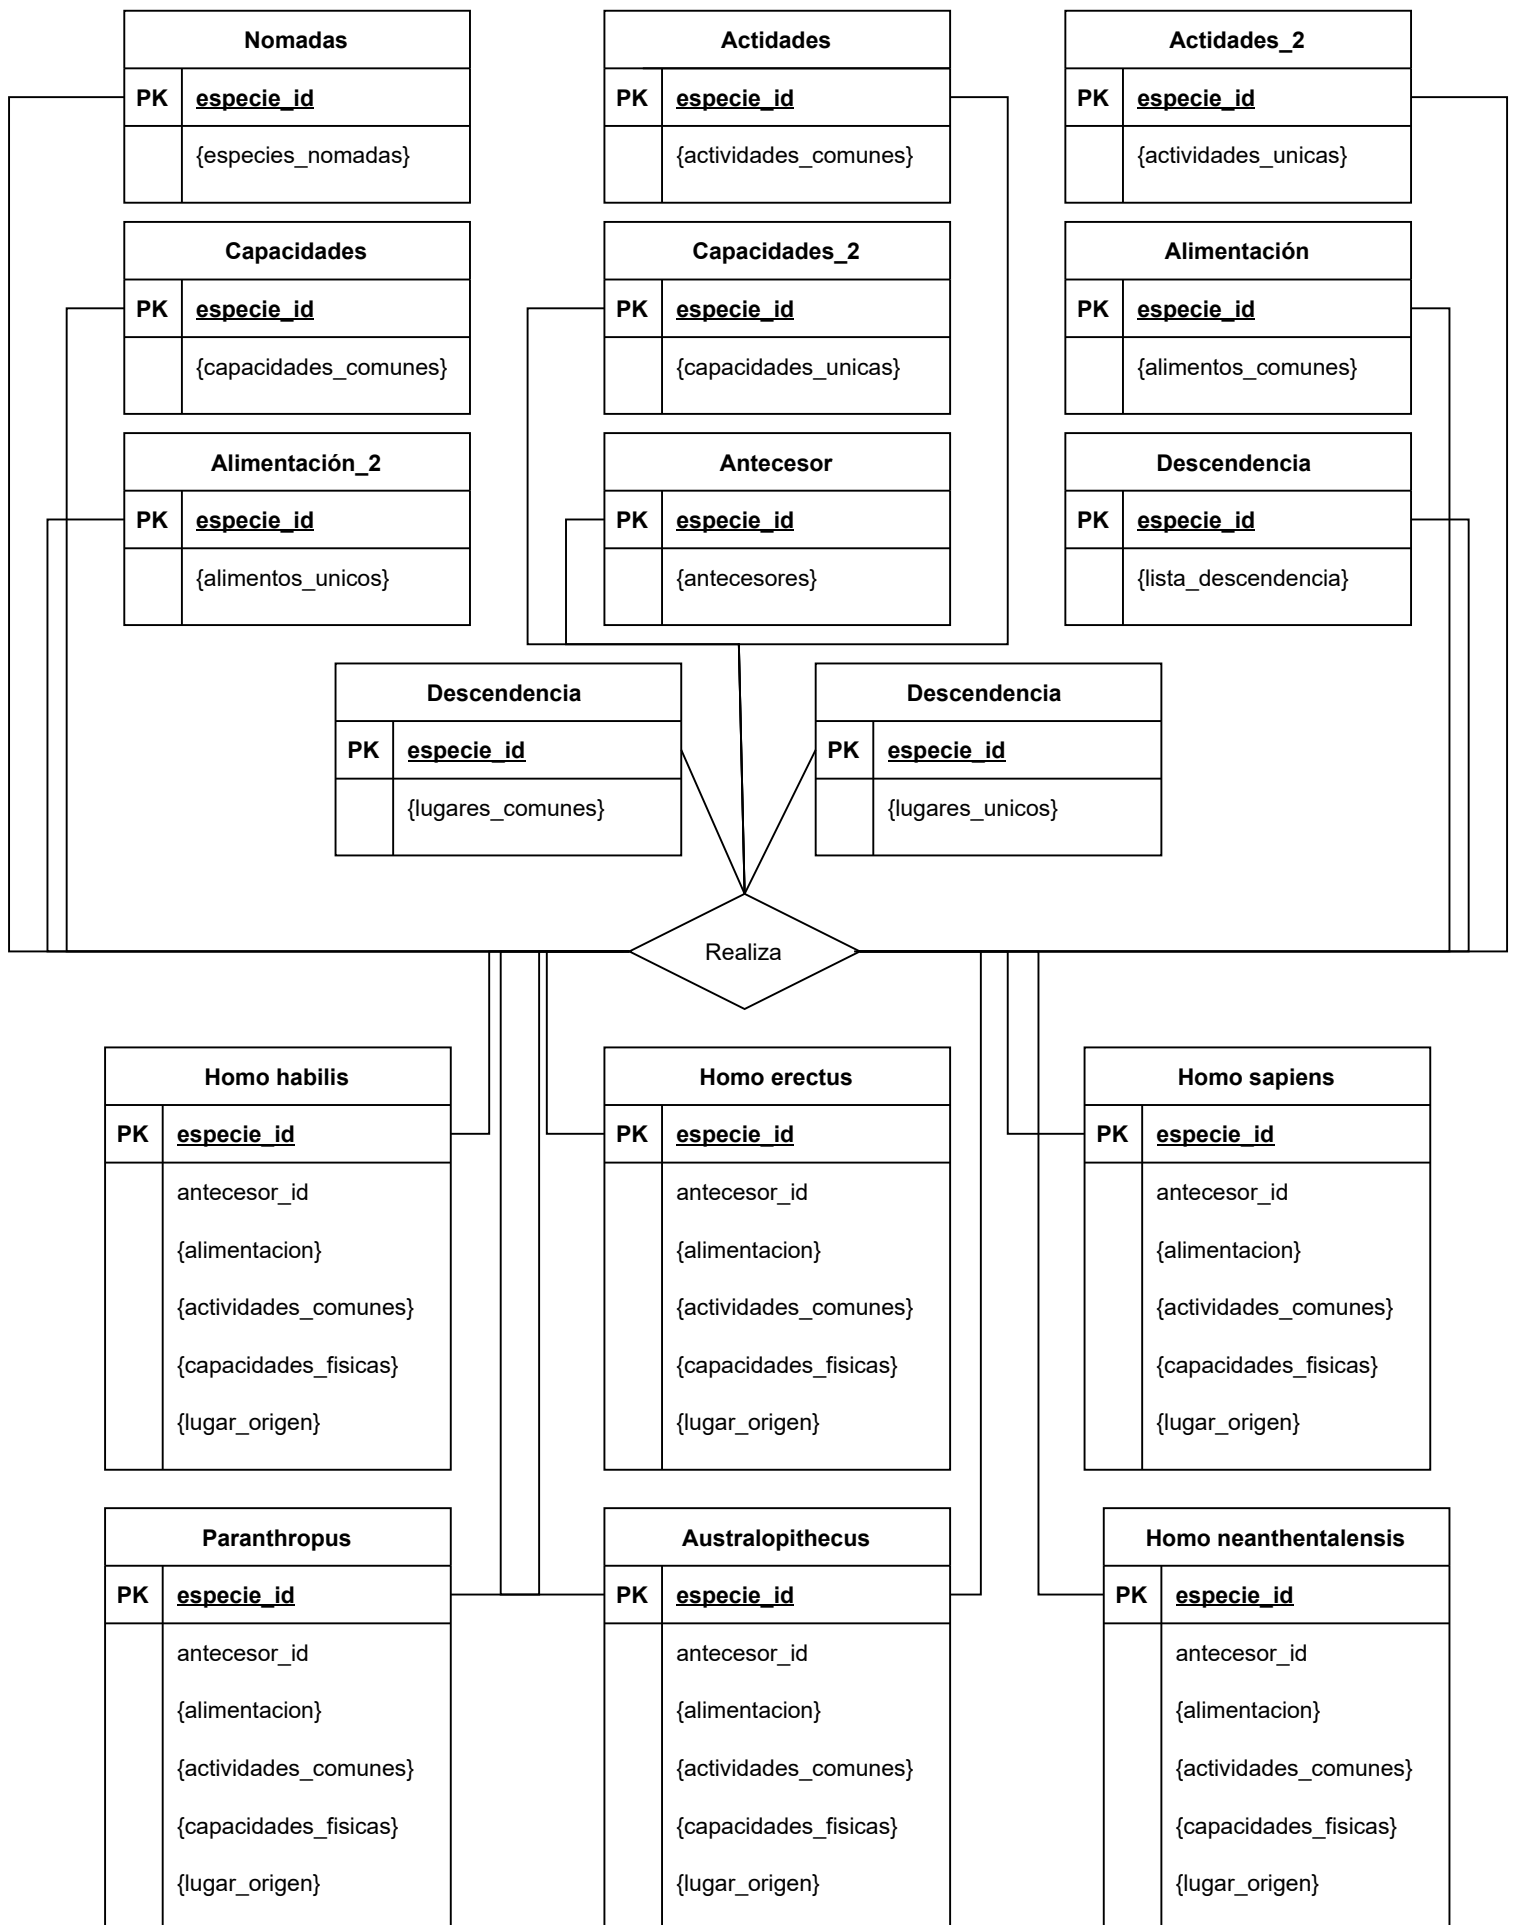 Nomadas
PK especie_id
{especies_nomadas}
Actidades
PK especie_id
{actividades_comunes}
Actidades_2
PK especie_id
{actividades_unicas}
Capacidades
PK especie_id
{capacidades_comunes}
Capacidades_2
PK especie_id
{capacidades_unicas}
Alimentación
PK especie_id
{alimentos_comunes}
Alimentación_2
PK especie_id
{alimentos_unicos}
Antecesor
PK especie_id
{antecesores}
Descendencia
PK especie_id
{lista_descendencia}
Descendencia
PK especie_id
{lugares_comunes}
Descendencia
PK especie_id
{lugares_unicos}
Realiza
Homo habilis
PK especie_id
antecesor_id
{alimentacion}
{actividades_comunes}
{capacidades_fisicas}
{lugar_origen}
Homo erectus
PK especie_id
antecesor_id
{alimentacion}
{actividades_comunes}
{capacidades_fisicas}
{lugar_origen}
Homo sapiens
PK especie_id
antecesor_id
{alimentacion}
{actividades_comunes}
{capacidades_fisicas}
{lugar_origen}
Paranthropus
PK especie_id
antecesor_id
{alimentacion}
{actividades_comunes}
{capacidades_fisicas}
{lugar_origen}
Australopithecus
PK especie_id
antecesor_id
{alimentacion}
{actividades_comunes}
{capacidades_fisicas}
{lugar_origen}
Homo neanthentalensis
PK especie_id
antecesor_id
{alimentacion}
{actividades_comunes}
{capacidades_fisicas}
{lugar_origen}